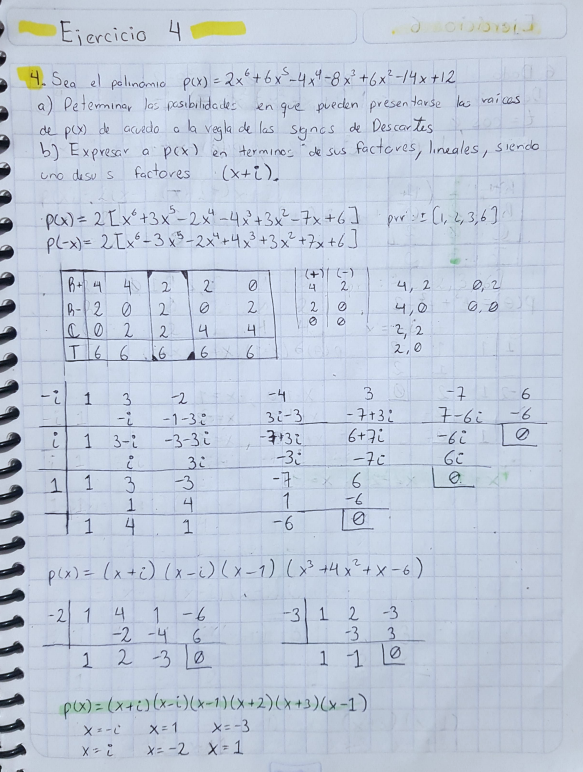 Ejercicio 4
4. Sea el polinomio p(x) = 2x⁶+6x⁵-4x⁴-8x³+6x²-14x+12
a) Determinar las posibilidades en que pueden presentarse las raices
de p(x) de acuerdo a la regla de los signos de Descartes
b) Expresar a p(x) en terminos de sus factores, lineales, siendo
uno desu s factores (x+i).
p(x) = 2[x⁶+3x⁵-2x⁴-4x³+3x²-7x+6] pvr = ± [1, 2, 3, 6]
p(-x) = 2[x⁶-3x⁵-2x⁴+4x³+3x²+7x+6]
(+) (-)
R+ 4 4 2 2 0 4 2 4, 2 0, 2
R- 2 0 2 0 2 2 0 4, 0 0, 0
C 0 2 2 4 4 0 0 2, 2
T 6 6 6 6 6 2, 0
-i 1 3 -2 -4 3 -7 6
-i -1-3i 3i-3 -7+3i 7-6i -6
i 1 3-i -3-3i -7+3i 6+7i -6i 0
i 3i -3i -7i 6i
1 1 3 -3 -7 6 0
1 4 1 -6
1 4 1 -6 0
p(x) = (x+i) (x-i) (x-1) (x³+4x²+x-6)
-2 1 4 1 -6 -3 1 2 -3
-2 -4 6 -3 3
1 2 -3 0 1 -1 0
p(x) = (x+i)(x-i)(x-1)(x+2)(x+3)(x-1)
x=-i x=1 x=-3
x=i x=-2 x=1